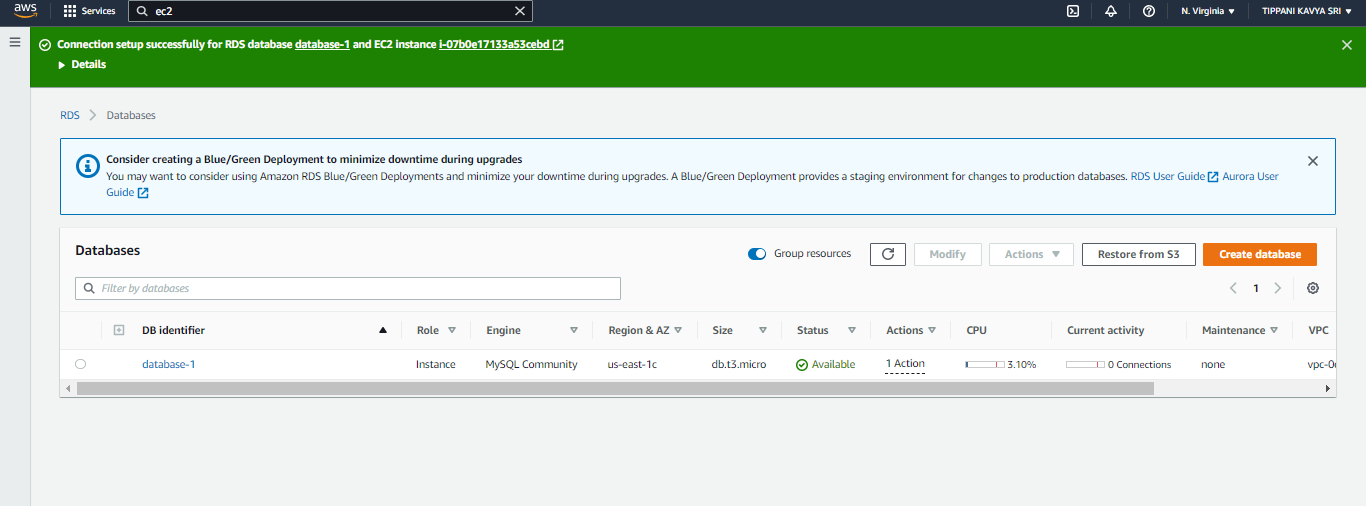 aws
Services
ec2
N. Virginia
TIPPANI KAVYA SRI
Connection setup successfully for RDS database database-1 and EC2 instance i-07b0e17133a53cebd
Details
RDS
Databases
Consider creating a Blue/Green Deployment to minimize downtime during upgrades
You may want to consider using Amazon RDS Blue/Green Deployments and minimize your downtime during upgrades. A Blue/Green Deployment provides a staging environment for changes to production databases. RDS User Guide Aurora User
Guide
Databases
Group resources
Modify
Actions
Restore from S3
Create database
Filter by databases
1
DB identifier Role Engine Region & AZ Size Status Actions CPU Current activity Maintenance VPC
database-1 Instance MySQL Community us-east-1c db.t3.micro Available 1 Action 3.10% 0 Connections none